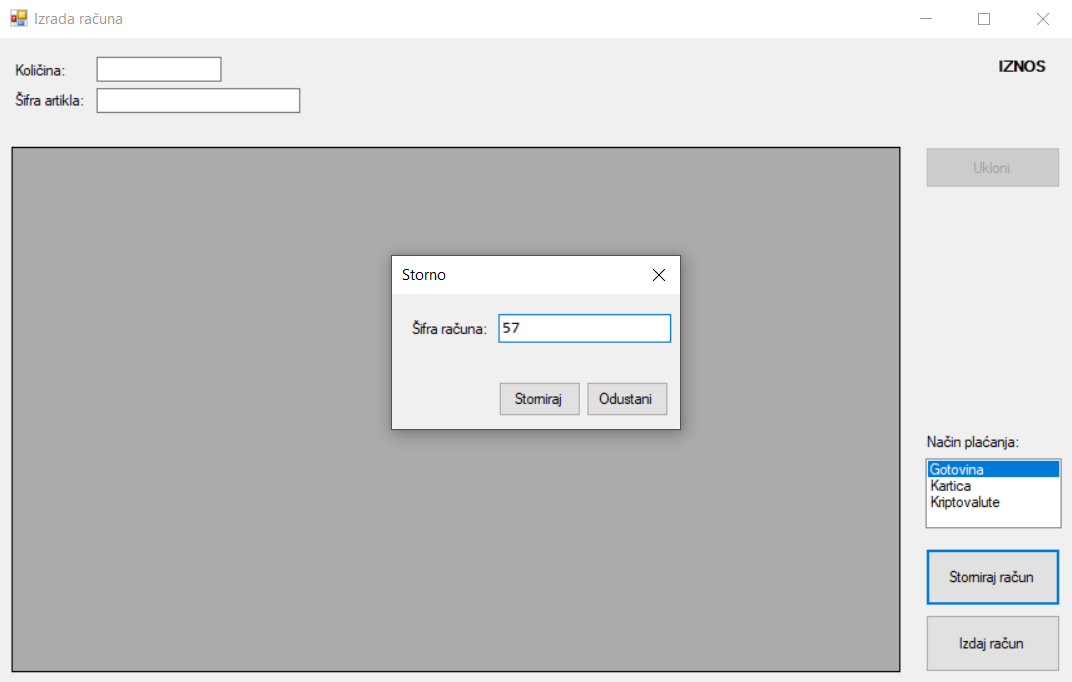 Izrada računa
Količina:
IZNOS
Šifra artikla:
Ukloni
Storno
Šifra računa: 57
Storniraj Odustani
Način plaćanja:
Gotovina
Kartica
Kriptovalute
Storniraj račun
Izdaj račun